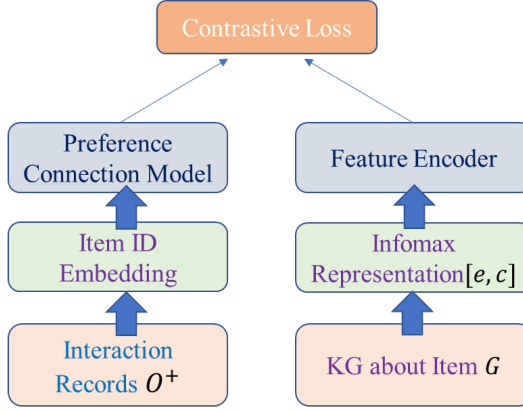 Contrastive Loss
Preference
Connection Model
Feature Encoder
Item ID
Embedding
Infomax
Representation[e, c]
Interaction
Records O⁺
KG about Item G